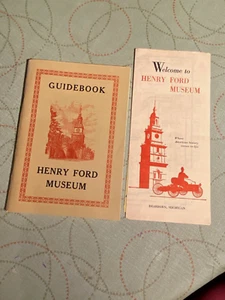 GUIDEBOOK
HENRY FORD
MUSEUM
Welcome to
HENRY FORD
MUSEUM
DEARBORN, MICHIGAN